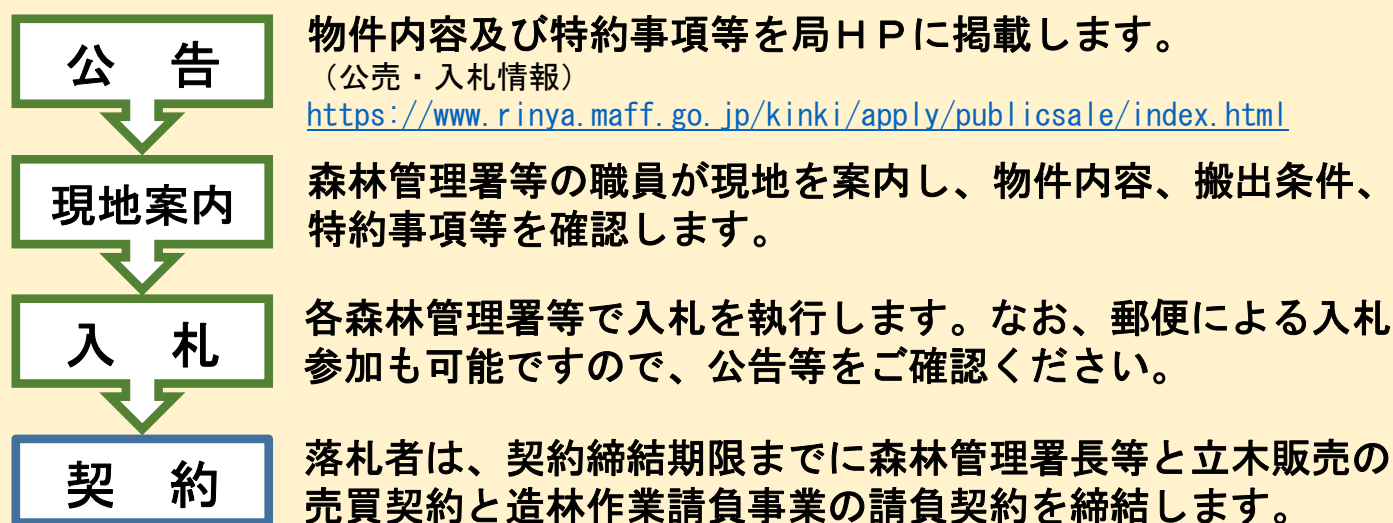 公　告
物件内容及び特約事項等を局ＨＰに掲載します。
（公売・入札情報）
https://www.rinya.maff.go.jp/kinki/apply/publicsale/index.html
現地案内
森林管理署等の職員が現地を案内し、物件内容、搬出条件、
特約事項等を確認します。
入　札
各森林管理署等で入札を執行します。なお、郵便による入札
参加も可能ですので、公告等をご確認ください。
契　約
落札者は、契約締結期限までに森林管理署長等と立木販売の
売買契約と造林作業請負事業の請負契約を締結します。